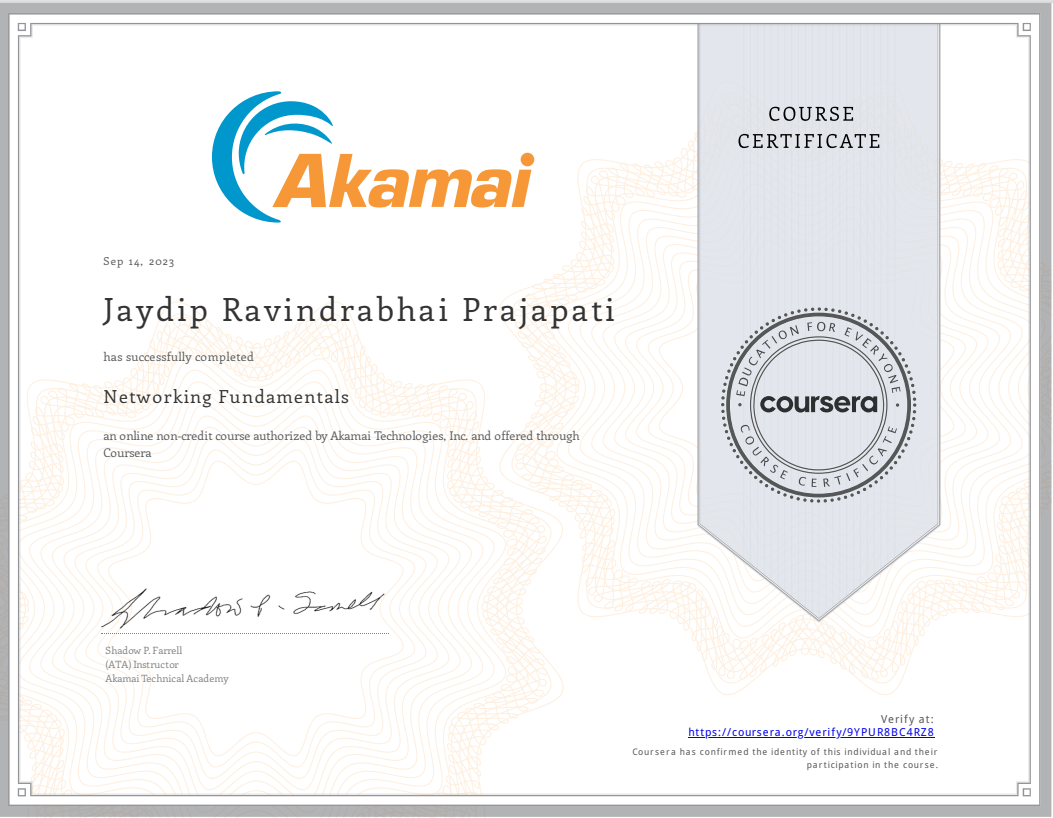 COURSE
CERTIFICATE
Akamai
Sep 14, 2023
Jaydip Ravindrabhai Prajapati
has successfully completed
Networking Fundamentals
an online non-credit course authorized by Akamai Technologies, Inc. and offered through
Coursera
EDUCATION FOR EVERYONE
coursera
COURSE CERTIFICATE
Shadow P. Farrell
Shadow P. Farrell
(ATA) Instructor
Akamai Technical Academy
Verify at:
https://coursera.org/verify/9YPUR8BC4RZ8
Coursera has confirmed the identity of this individual and their
participation in the course.